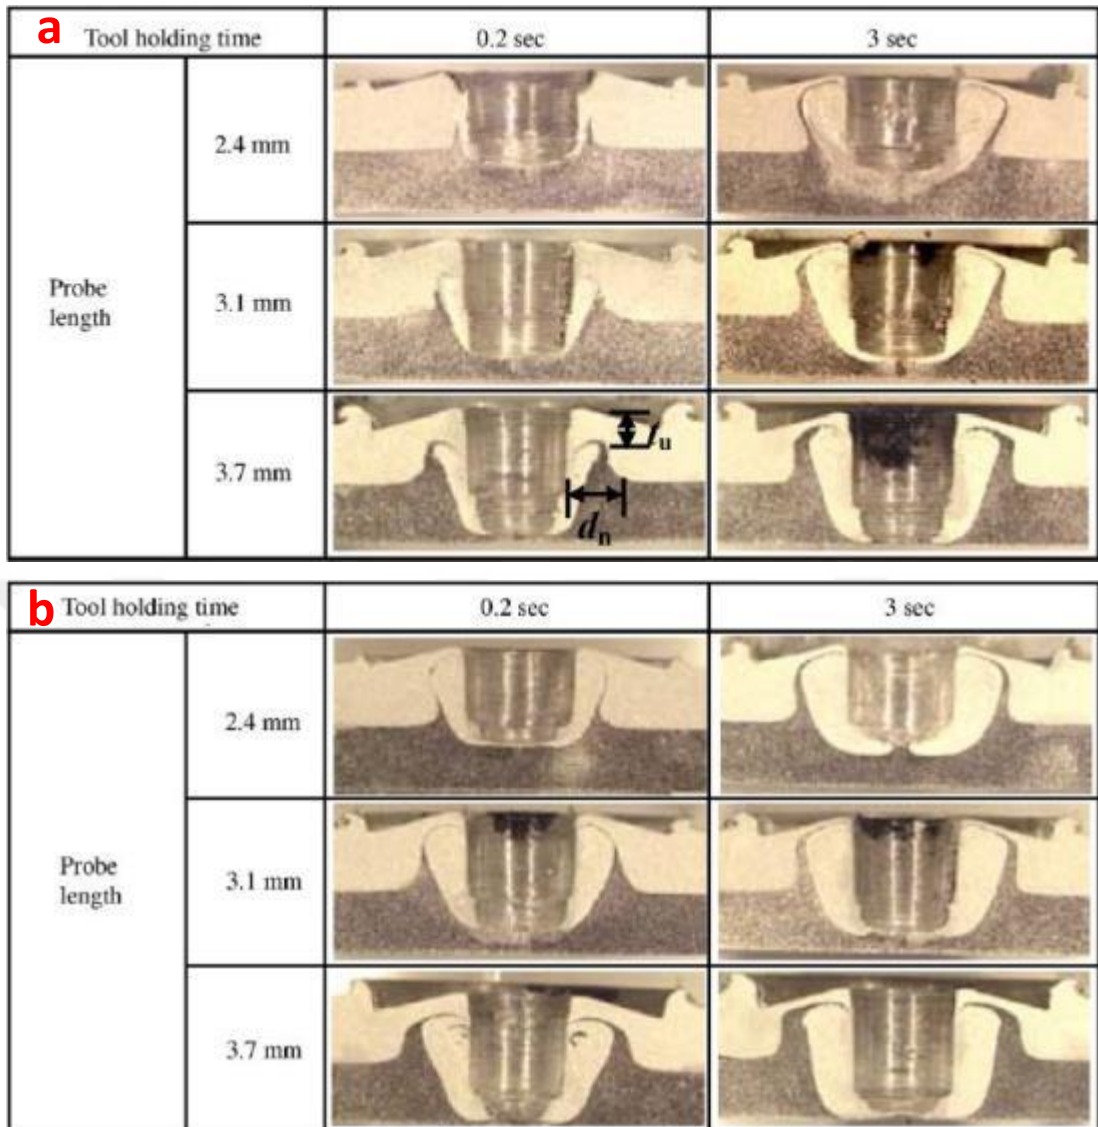 a
Tool holding time
0.2 sec
3 sec
Probe
length
2.4 mm
3.1 mm
3.7 mm
tu
dn
b
Tool holding time
0.2 sec
3 sec
Probe
length
2.4 mm
3.1 mm
3.7 mm